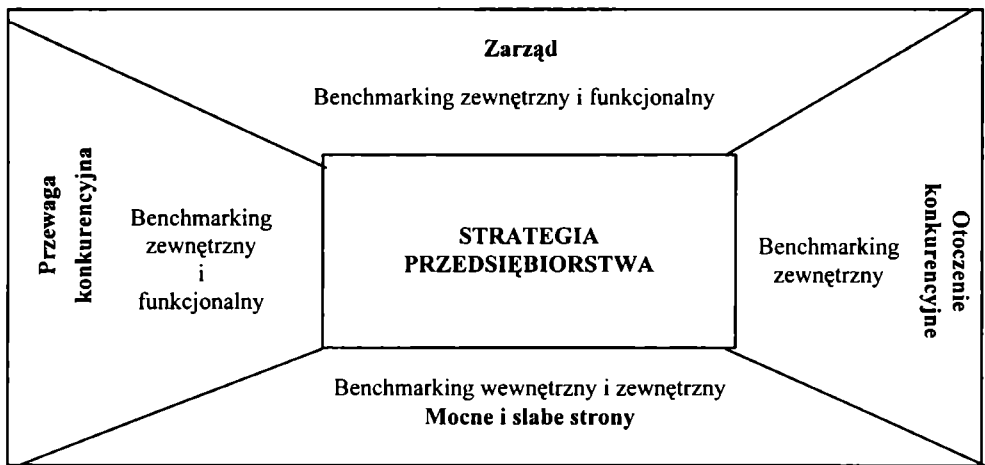 Zarząd
Benchmarking zewnętrzny i funkcjonalny
Przewaga
konkurencyjna
Benchmarking
zewnętrzny
i
funkcjonalny
STRATEGIA
PRZEDSIĘBIORSTWA
Benchmarking
zewnętrzny
Otoczenie
konkurencyjne
Benchmarking wewnętrzny i zewnętrzny
Mocne i słabe strony